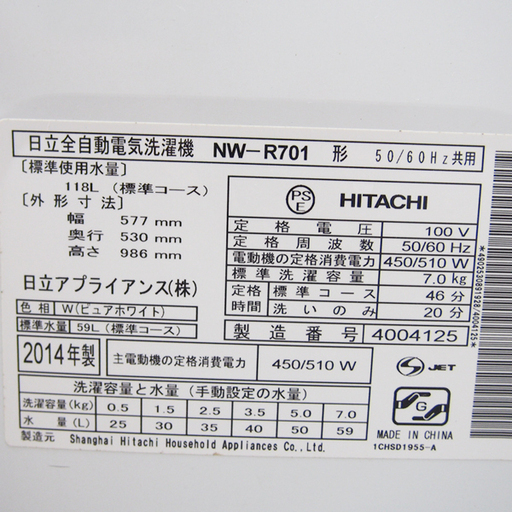 日立全自動電気洗濯機 NW-R701 形 50/60Hz共用
〔標準使用水量〕
118L (標準コース)
〔外形寸法〕
幅 577 mm
奥行 530 mm
高さ 986 mm
日立アプライアンス(株)
色相 W(ピュアホワイト)
標準水量 59L (標準コース)
PSE HITACHI
定格電圧 100 V
定格周波数 50/60 Hz
電動機の定格消費電力 450/510 W
標準洗濯容量 7.0 kg
定格時間 標準コース 46 分
洗いのみ 20 分
製造番号 4004125
2014年製 主電動機の定格消費電力 450/510 W
S JET
洗濯容量と水量 (手動設定の水量)
洗濯容量(kg) 0.5 1.5 2.5 3.5 5.0 7.0
水量(L) 25 30 35 40 50 59
製造元 Shanghai Hitachi Household Appliances Co.,Ltd.
G
MADE IN CHINA
1CHSD1955-A
*4902530891928/4004125*